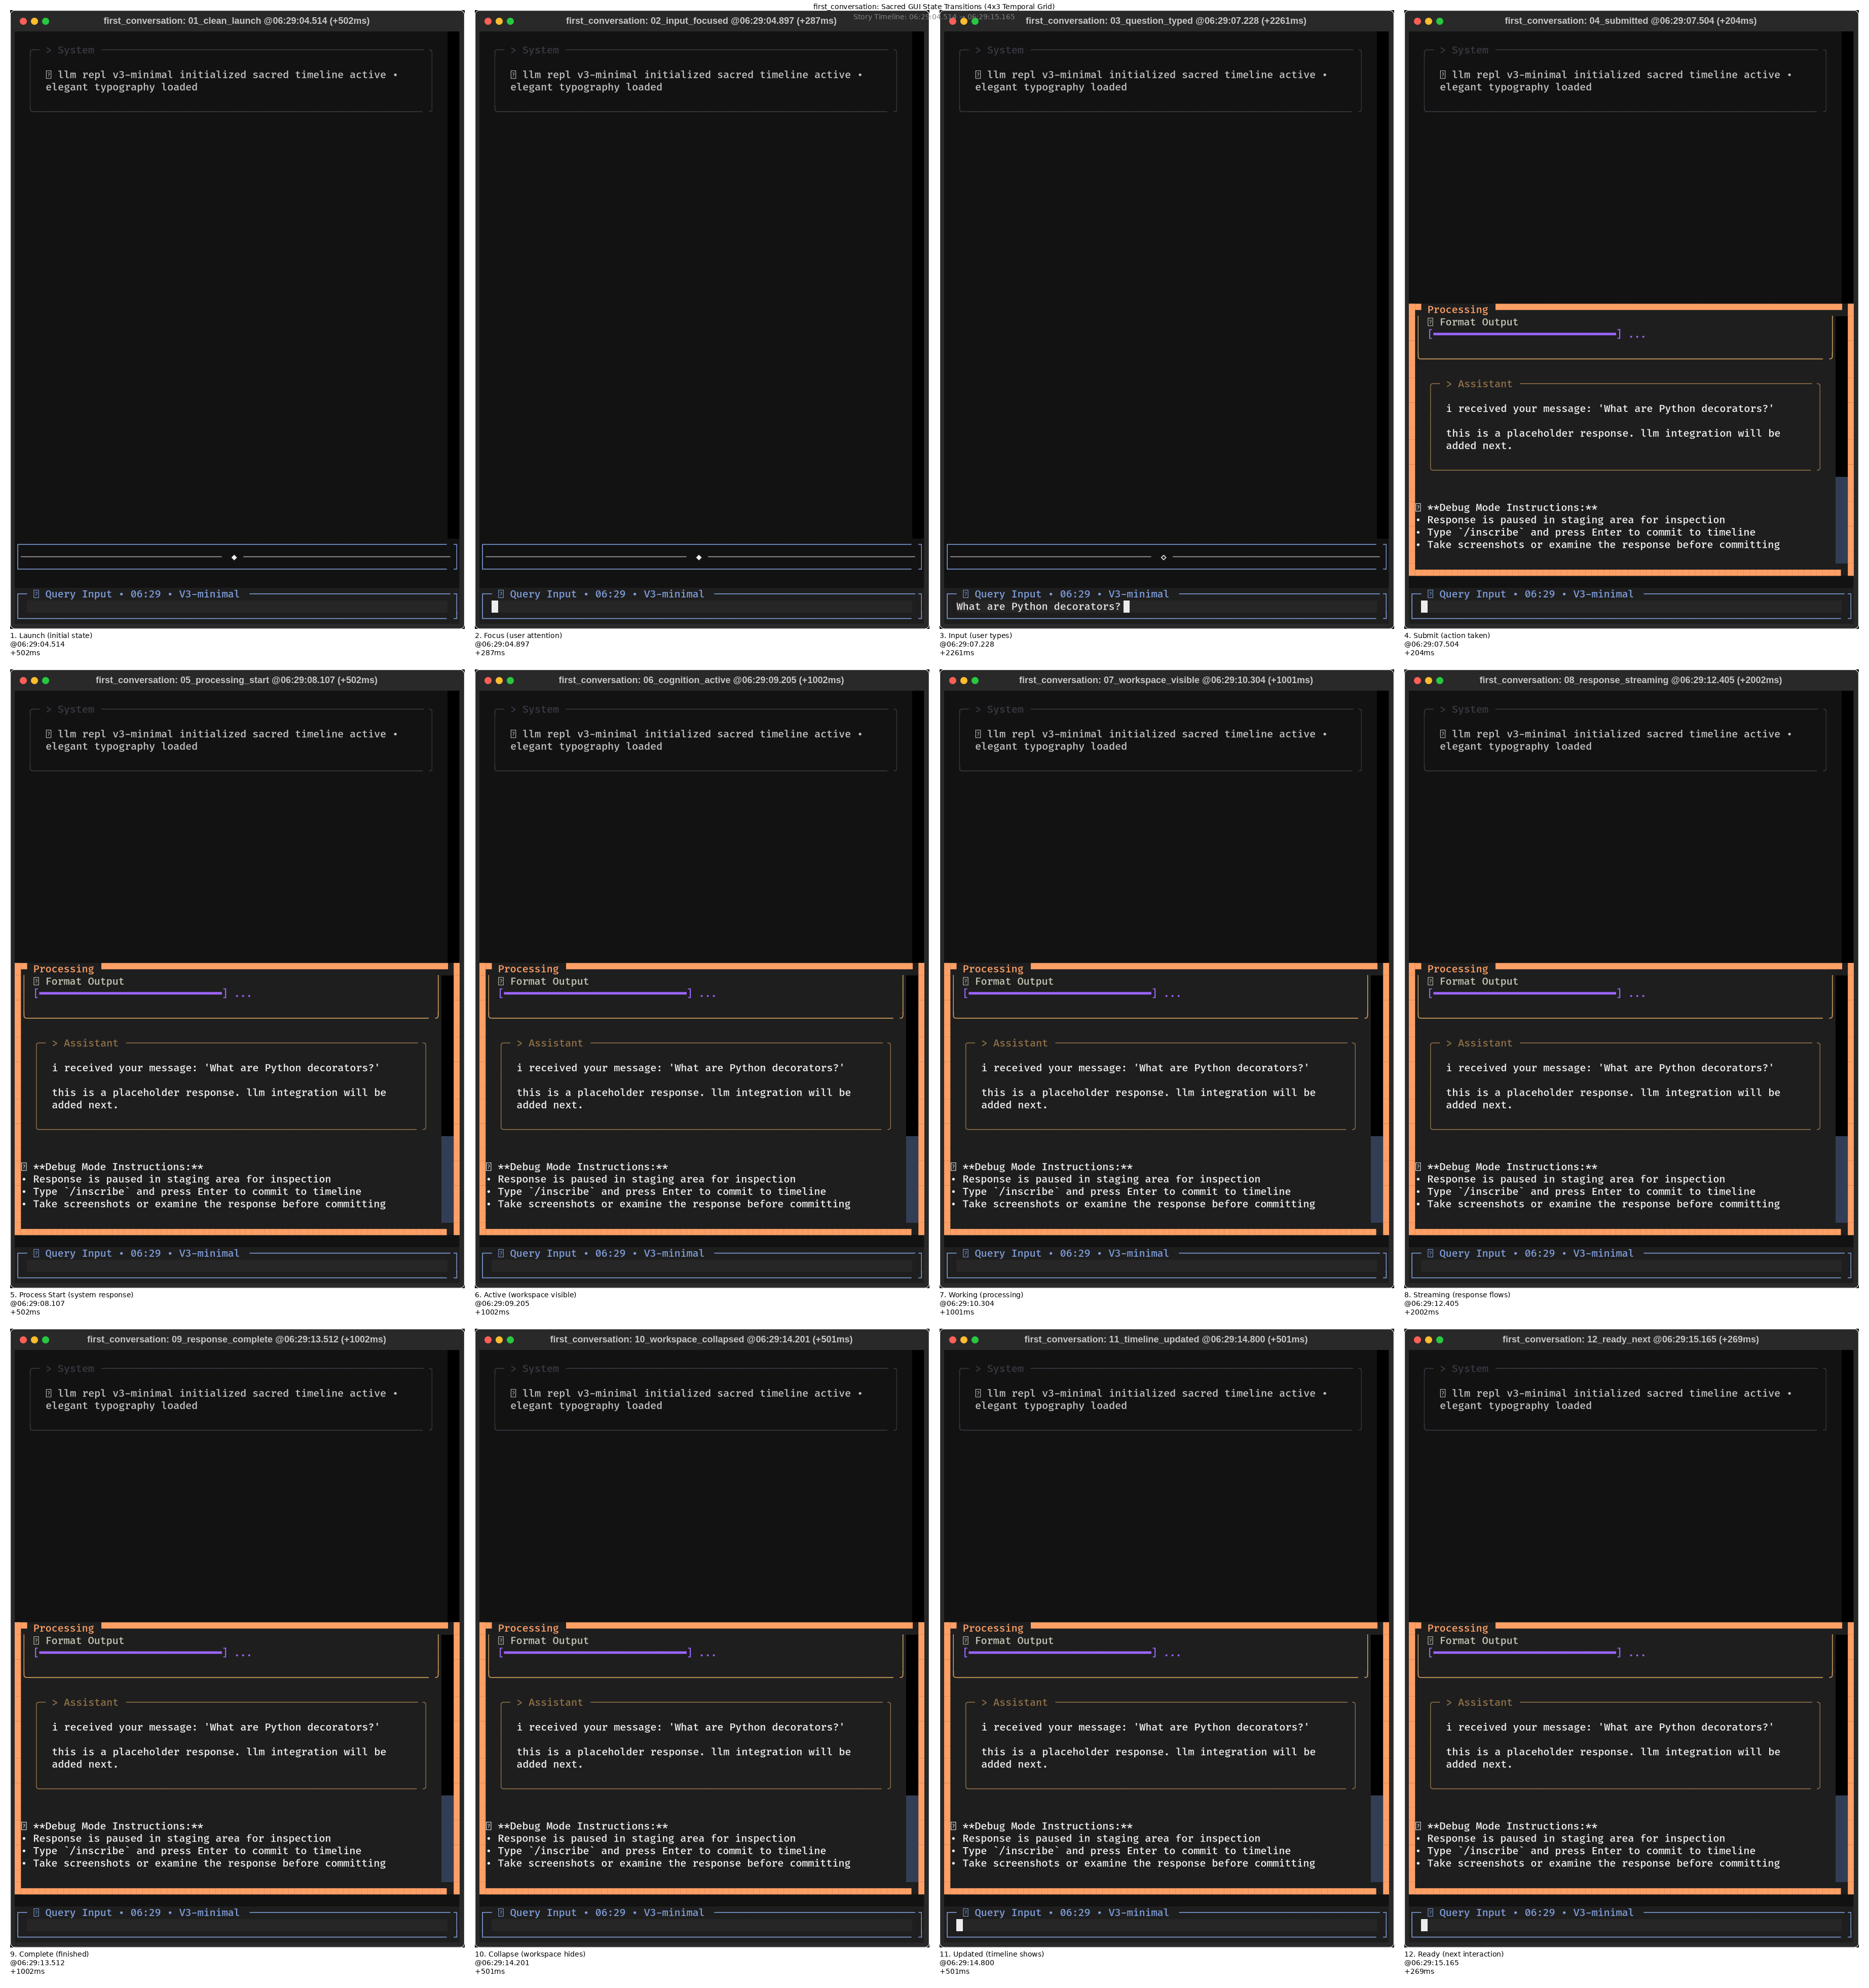 first_conversation: Sacred GUI State Transitions (4x3 Temporal Grid)
Story Timeline: 06:29:04.514 → 06:29:15.165
first_conversation: 01_clean_launch @06:29:04.514 (+502ms)
> System
llm repl v3-minimal initialized sacred timeline active •
elegant typography loaded
◆
Query Input • 06:29 • V3-minimal
1. Launch (initial state)
@06:29:04.514
+502ms
first_conversation: 02_input_focused @06:29:04.897 (+287ms)
> System
llm repl v3-minimal initialized sacred timeline active •
elegant typography loaded
◆
Query Input • 06:29 • V3-minimal
2. Focus (user attention)
@06:29:04.897
+287ms
first_conversation: 03_question_typed @06:29:07.228 (+2261ms)
> System
llm repl v3-minimal initialized sacred timeline active •
elegant typography loaded
◇
Query Input • 06:29 • V3-minimal
What are Python decorators?
3. Input (user types)
@06:29:07.228
+2261ms
first_conversation: 04_submitted @06:29:07.504 (+204ms)
> System
llm repl v3-minimal initialized sacred timeline active •
elegant typography loaded
Processing
Format Output
[━━━━━━━━━━━━━━━━━━━━━━━━━━━━━━] ...
> Assistant
i received your message: 'What are Python decorators?'
this is a placeholder response. llm integration will be
added next.
**Debug Mode Instructions:**
• Response is paused in staging area for inspection
• Type `/inscribe` and press Enter to commit to timeline
• Take screenshots or examine the response before committing
Query Input • 06:29 • V3-minimal
4. Submit (action taken)
@06:29:07.504
+204ms
first_conversation: 05_processing_start @06:29:08.107 (+502ms)
> System
llm repl v3-minimal initialized sacred timeline active •
elegant typography loaded
Processing
Format Output
[━━━━━━━━━━━━━━━━━━━━━━━━━━━━━━] ...
> Assistant
i received your message: 'What are Python decorators?'
this is a placeholder response. llm integration will be
added next.
**Debug Mode Instructions:**
• Response is paused in staging area for inspection
• Type `/inscribe` and press Enter to commit to timeline
• Take screenshots or examine the response before committing
Query Input • 06:29 • V3-minimal
5. Process Start (system response)
@06:29:08.107
+502ms
first_conversation: 06_cognition_active @06:29:09.205 (+1002ms)
> System
llm repl v3-minimal initialized sacred timeline active •
elegant typography loaded
Processing
Format Output
[━━━━━━━━━━━━━━━━━━━━━━━━━━━━━━] ...
> Assistant
i received your message: 'What are Python decorators?'
this is a placeholder response. llm integration will be
added next.
**Debug Mode Instructions:**
• Response is paused in staging area for inspection
• Type `/inscribe` and press Enter to commit to timeline
• Take screenshots or examine the response before committing
Query Input • 06:29 • V3-minimal
6. Active (workspace visible)
@06:29:09.205
+1002ms
first_conversation: 07_workspace_visible @06:29:10.304 (+1001ms)
> System
llm repl v3-minimal initialized sacred timeline active •
elegant typography loaded
Processing
Format Output
[━━━━━━━━━━━━━━━━━━━━━━━━━━━━━━] ...
> Assistant
i received your message: 'What are Python decorators?'
this is a placeholder response. llm integration will be
added next.
**Debug Mode Instructions:**
• Response is paused in staging area for inspection
• Type `/inscribe` and press Enter to commit to timeline
• Take screenshots or examine the response before committing
Query Input • 06:29 • V3-minimal
7. Working (processing)
@06:29:10.304
+1001ms
first_conversation: 08_response_streaming @06:29:12.405 (+2002ms)
> System
llm repl v3-minimal initialized sacred timeline active •
elegant typography loaded
Processing
Format Output
[━━━━━━━━━━━━━━━━━━━━━━━━━━━━━━] ...
> Assistant
i received your message: 'What are Python decorators?'
this is a placeholder response. llm integration will be
added next.
**Debug Mode Instructions:**
• Response is paused in staging area for inspection
• Type `/inscribe` and press Enter to commit to timeline
• Take screenshots or examine the response before committing
Query Input • 06:29 • V3-minimal
8. Streaming (response flows)
@06:29:12.405
+2002ms
first_conversation: 09_response_complete @06:29:13.512 (+1002ms)
> System
llm repl v3-minimal initialized sacred timeline active •
elegant typography loaded
Processing
Format Output
[━━━━━━━━━━━━━━━━━━━━━━━━━━━━━━] ...
> Assistant
i received your message: 'What are Python decorators?'
this is a placeholder response. llm integration will be
added next.
**Debug Mode Instructions:**
• Response is paused in staging area for inspection
• Type `/inscribe` and press Enter to commit to timeline
• Take screenshots or examine the response before committing
Query Input • 06:29 • V3-minimal
9. Complete (finished)
@06:29:13.512
+1002ms
first_conversation: 10_workspace_collapsed @06:29:14.201 (+501ms)
> System
llm repl v3-minimal initialized sacred timeline active •
elegant typography loaded
Processing
Format Output
[━━━━━━━━━━━━━━━━━━━━━━━━━━━━━━] ...
> Assistant
i received your message: 'What are Python decorators?'
this is a placeholder response. llm integration will be
added next.
**Debug Mode Instructions:**
• Response is paused in staging area for inspection
• Type `/inscribe` and press Enter to commit to timeline
• Take screenshots or examine the response before committing
Query Input • 06:29 • V3-minimal
10. Collapse (workspace hides)
@06:29:14.201
+501ms
first_conversation: 11_timeline_updated @06:29:14.800 (+501ms)
> System
llm repl v3-minimal initialized sacred timeline active •
elegant typography loaded
Processing
Format Output
[━━━━━━━━━━━━━━━━━━━━━━━━━━━━━━] ...
> Assistant
i received your message: 'What are Python decorators?'
this is a placeholder response. llm integration will be
added next.
**Debug Mode Instructions:**
• Response is paused in staging area for inspection
• Type `/inscribe` and press Enter to commit to timeline
• Take screenshots or examine the response before committing
Query Input • 06:29 • V3-minimal
11. Updated (timeline shows)
@06:29:14.800
+501ms
first_conversation: 12_ready_next @06:29:15.165 (+269ms)
> System
llm repl v3-minimal initialized sacred timeline active •
elegant typography loaded
Processing
Format Output
[━━━━━━━━━━━━━━━━━━━━━━━━━━━━━━] ...
> Assistant
i received your message: 'What are Python decorators?'
this is a placeholder response. llm integration will be
added next.
**Debug Mode Instructions:**
• Response is paused in staging area for inspection
• Type `/inscribe` and press Enter to commit to timeline
• Take screenshots or examine the response before committing
Query Input • 06:29 • V3-minimal
12. Ready (next interaction)
@06:29:15.165
+269ms